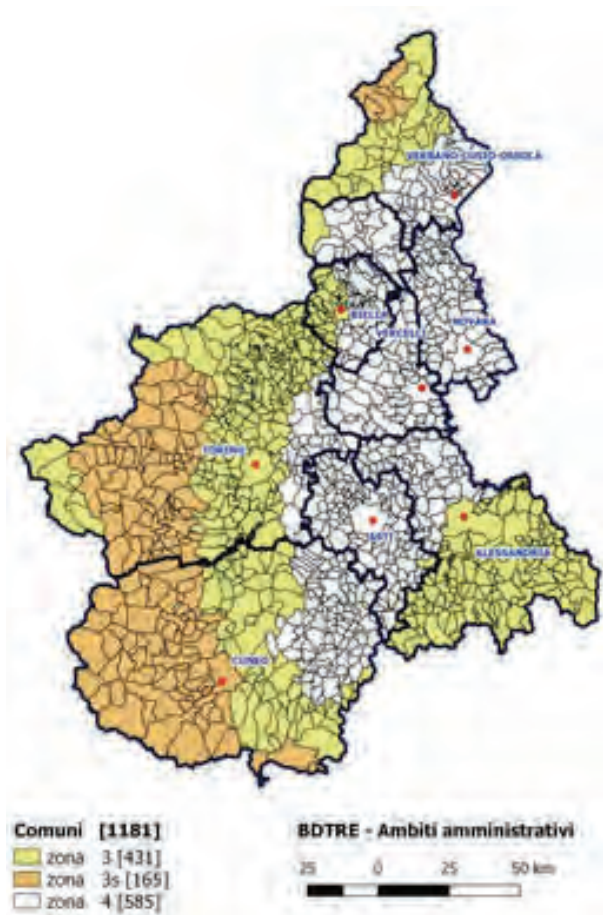 VERBANO-CUSIO-OSSOLA
BIELLA
NOVARA
VERCELLI
TORINO
ASTI
ALESSANDRIA
CUNEO
Comuni [1181]
zona 3 [431]
zona 3s [165]
zona 4 [585]
BDTRE - Ambiti amministrativi
25 0 25 50 km